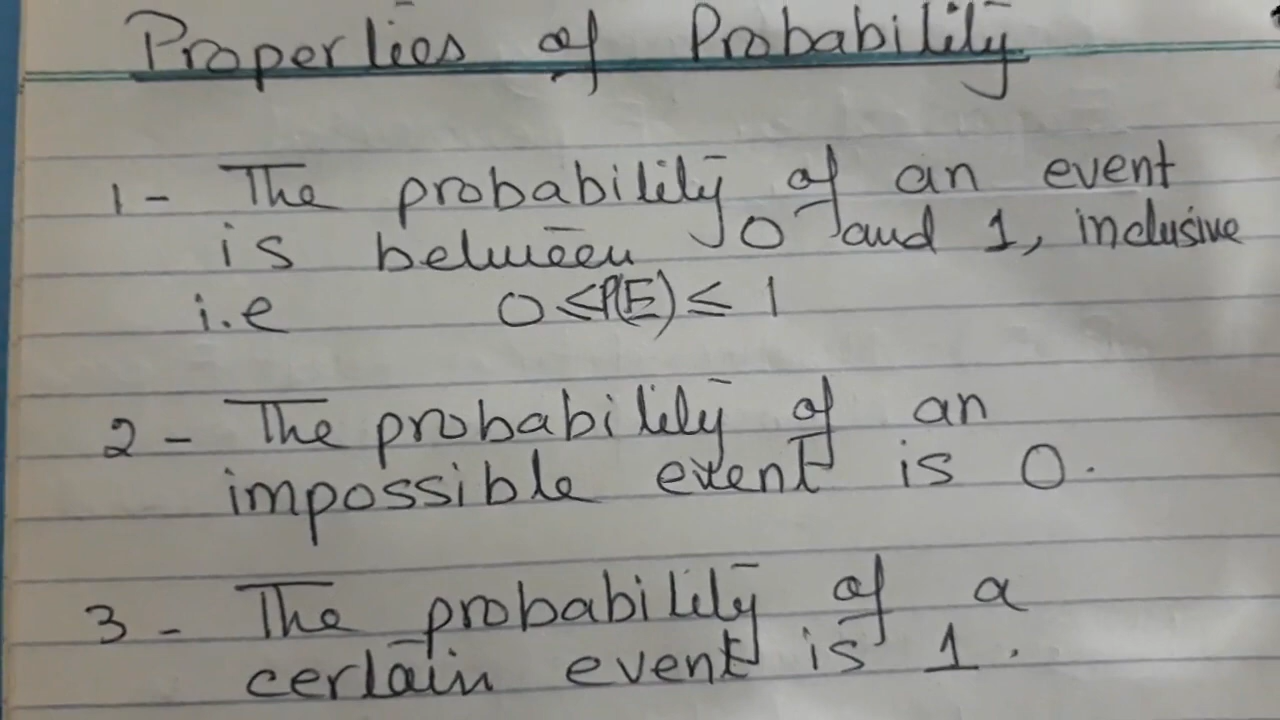 Properties of Probability
1- The probability of an event
is between 0 and 1, inclusive
i.e 0 ≤ P(E) ≤ 1
2- The probability of an
impossible event is 0.
3- The probability of a
certain event is 1.